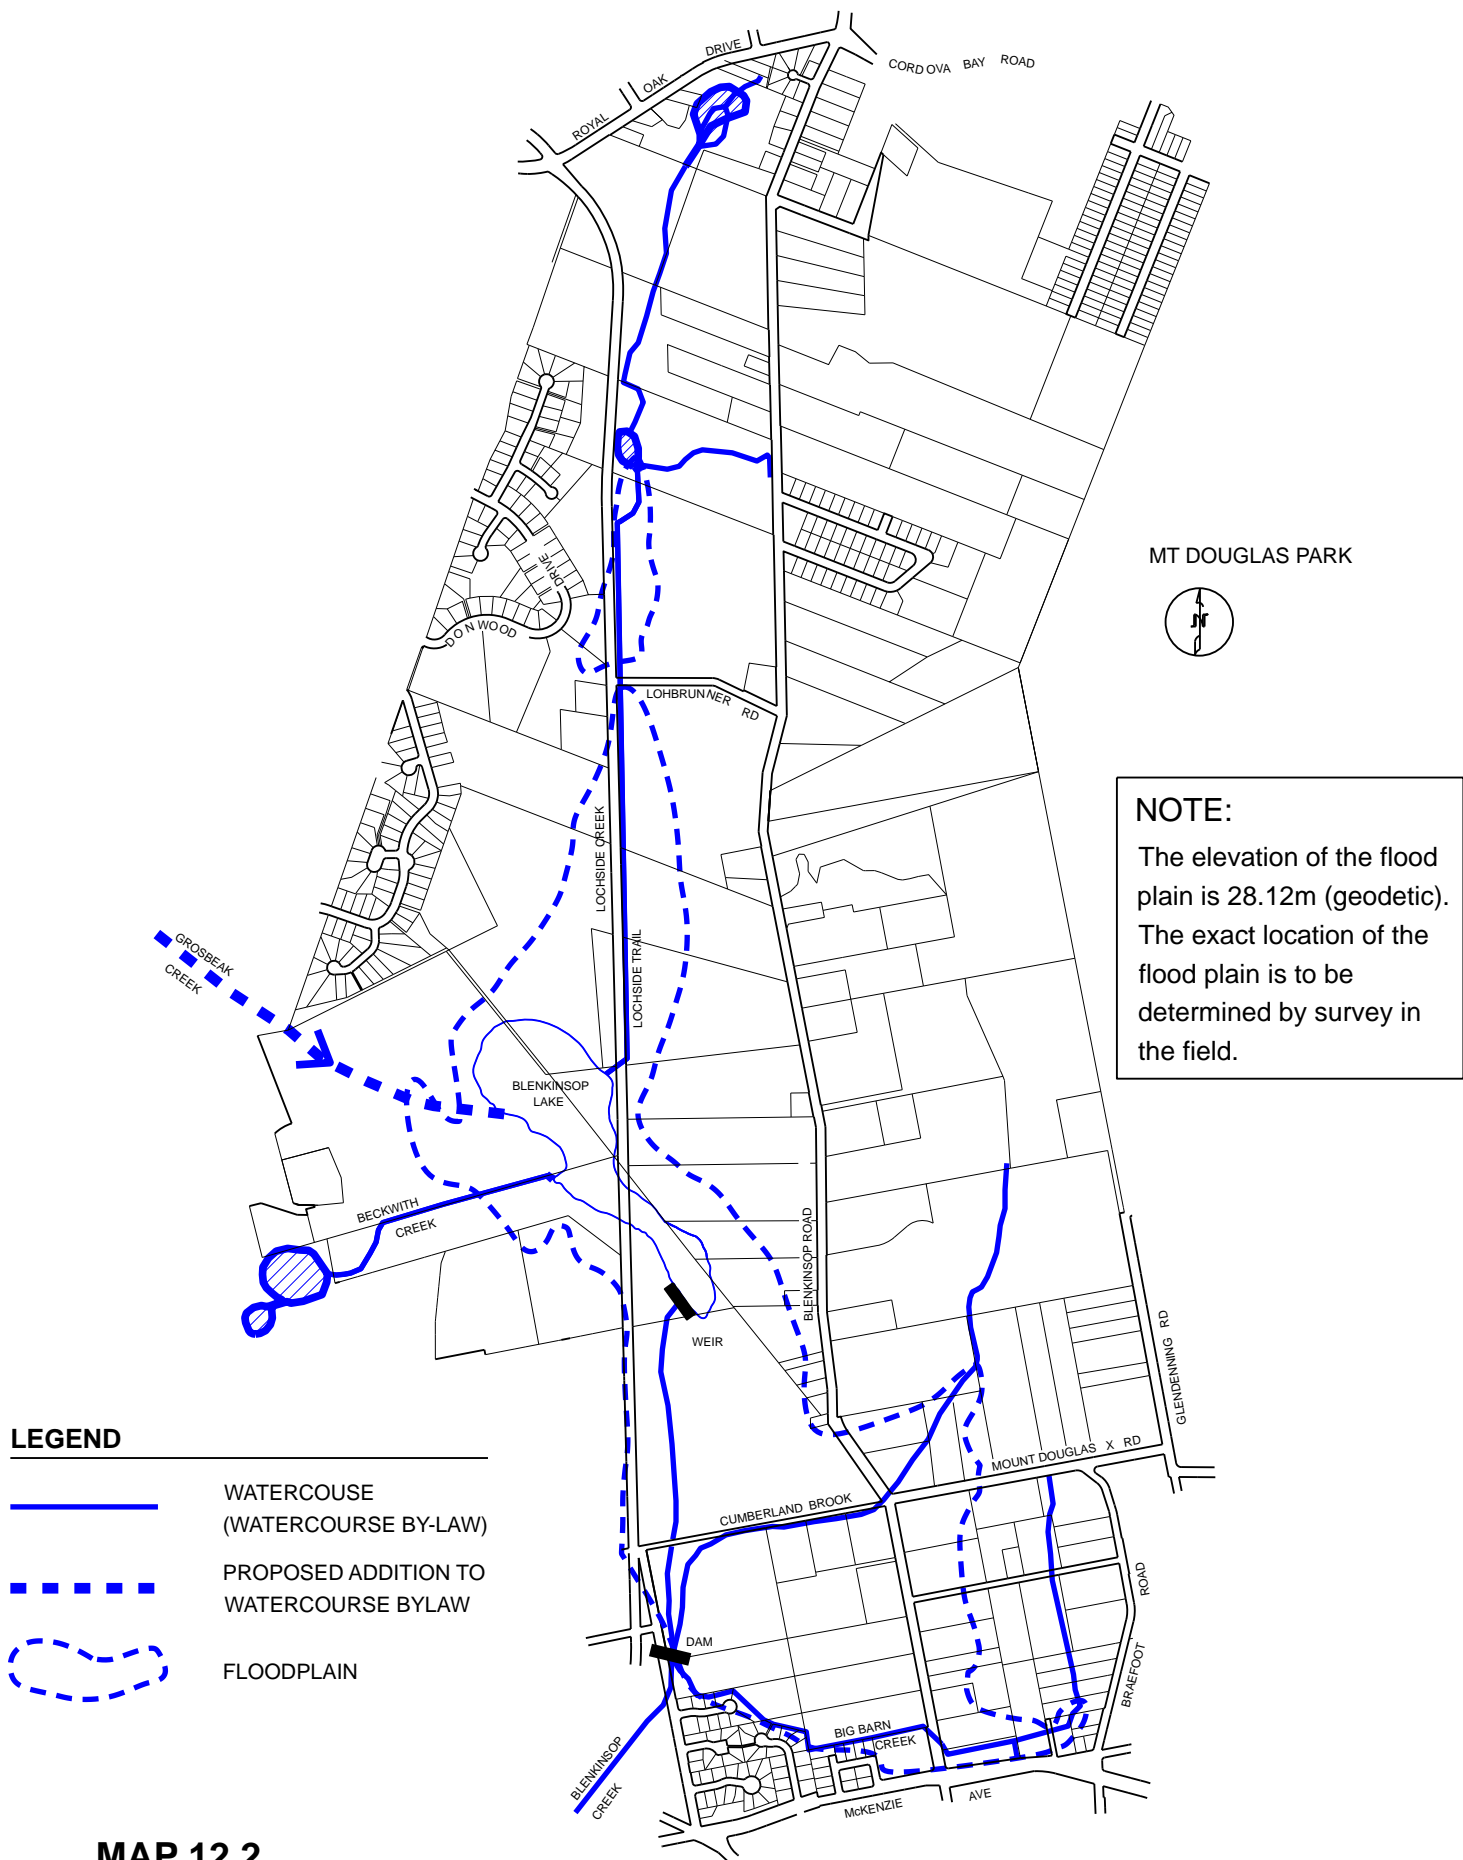 DRIVE
OAK
ROYAL
CORDOVA BAY ROAD
MT DOUGLAS PARK
N
DRIVE
DONWOOD
LOHBRUNNER RD
NOTE:
The elevation of the flood
plain is 28.12m (geodetic).
The exact location of the
flood plain is to be
determined by survey in
the field.
LOCHSIDE CREEK
LOCHSIDE TRAIL
GROSBEAK
CREEK
BLENKINSOP
LAKE
BECKWITH
CREEK
BLENKINSOP ROAD
WEIR
GLENDENNING RD
LEGEND
WATERCOUSE
(WATERCOURSE BY-LAW)
PROPOSED ADDITION TO
WATERCOURSE BYLAW
FLOODPLAIN
MOUNT DOUGLAS X RD
CUMBERLAND BROOK
DAM
ROAD
BRAEFOOT
BIG BARN
CREEK
BLENKINSOP
CREEK
McKENZIE AVE
MAP 12.2